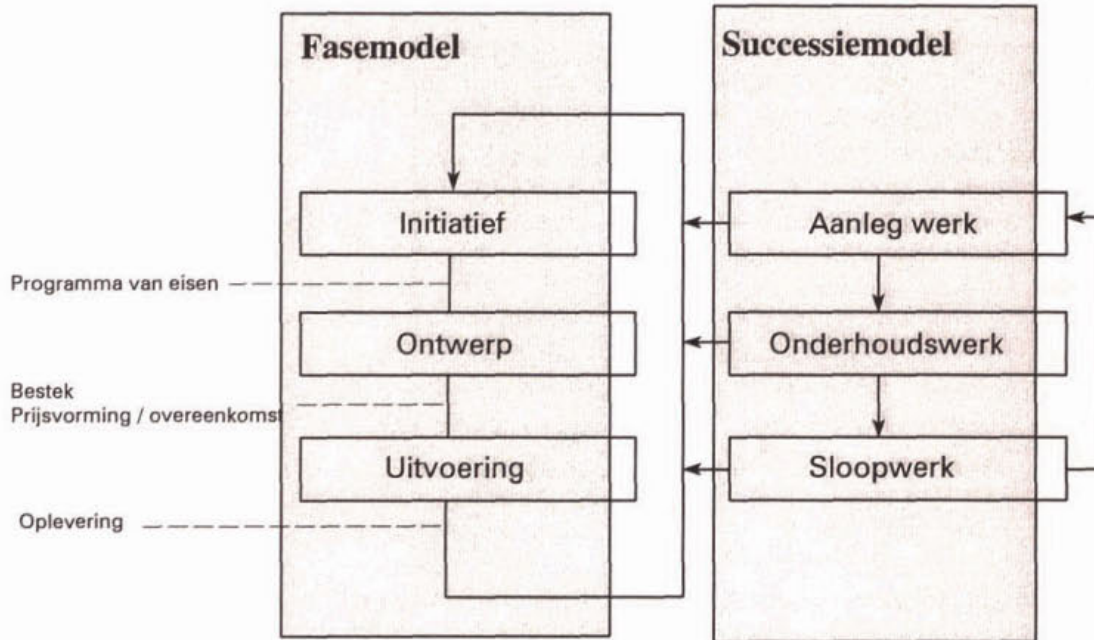 Fasemodel
Successiemodel
Initiatief
Aanleg werk
Programma van eisen
Ontwerp
Onderhoudswerk
Bestek
Prijsvorming / overeenkomst
Uitvoering
Sloopwerk
Oplevering